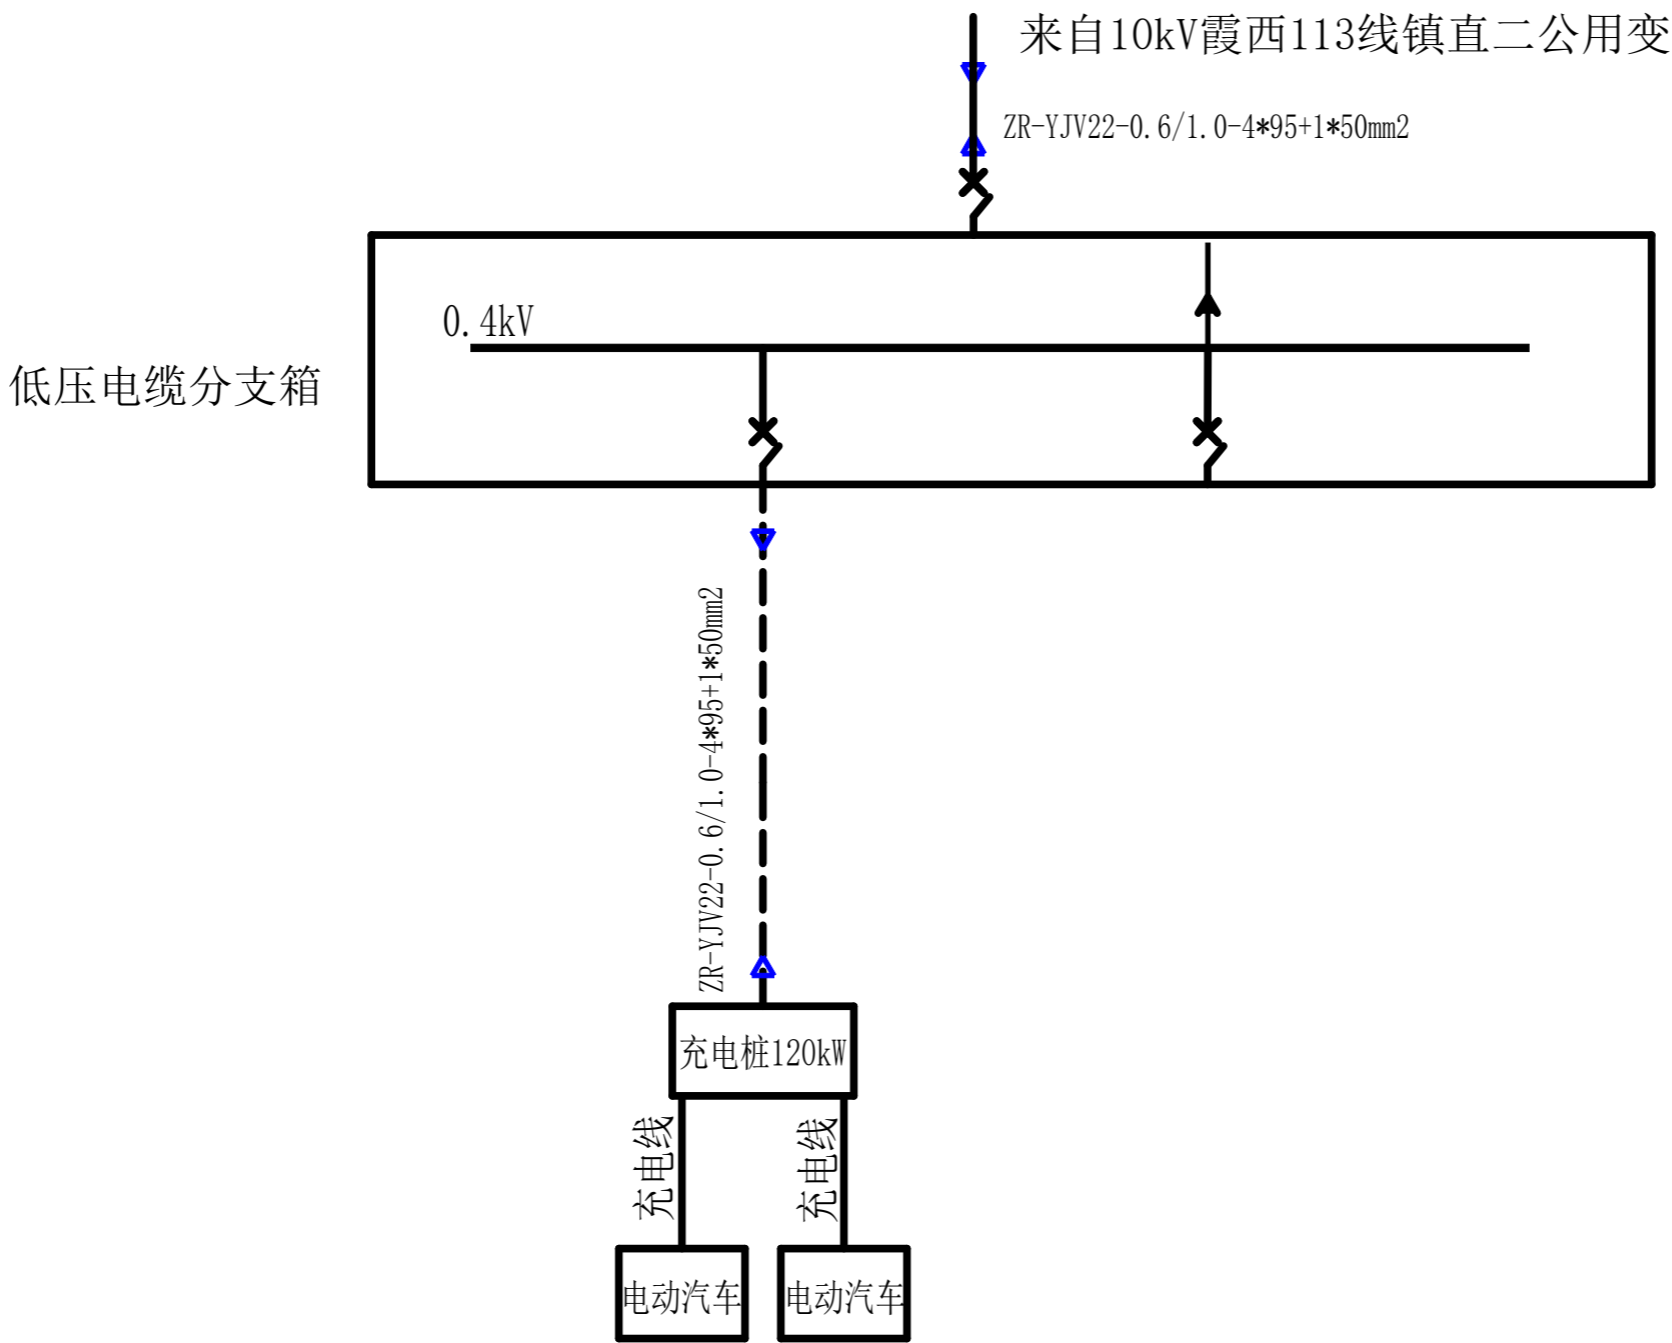 来自10kV霞西113线镇直二公用变
ZR-YJV22-0.6/1.0-4*95+1*50mm2
0.4kV
低压电缆分支箱
ZR-YJV22-0.6/1.0-4*95+1*50mm2
充电桩120kW
充电线
充电线
电动汽车
电动汽车